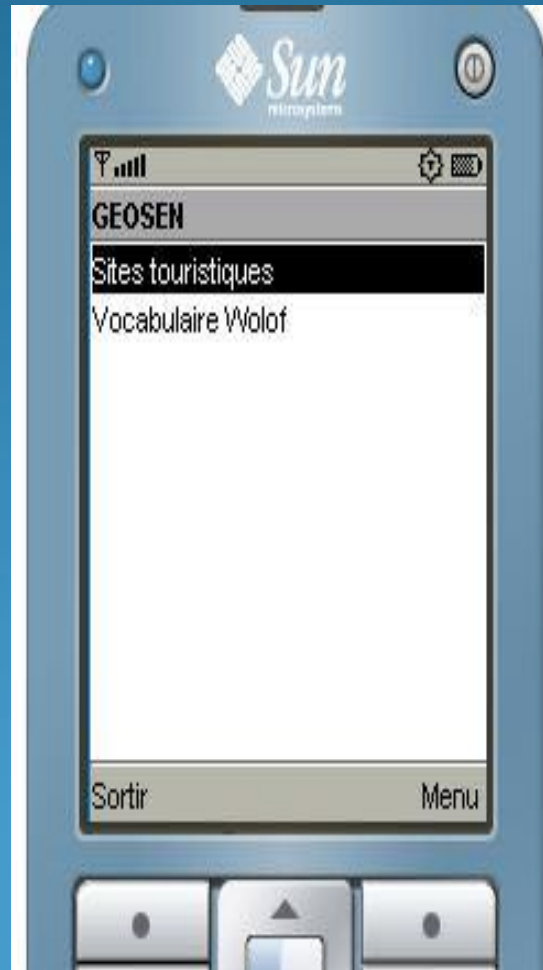 Sun
microsystems
GEOSEN
Sites touristiques
Vocabulaire Wolof
Sortir Menu